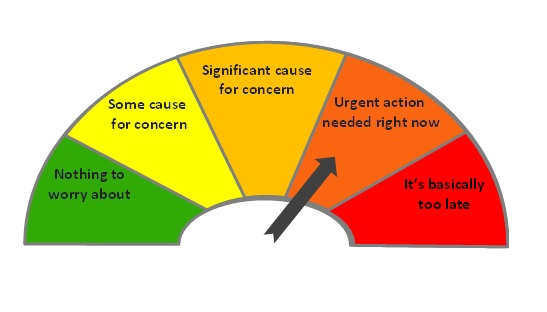 Nothing to
worry about
Some cause
for concern
Significant cause
for concern
Urgent action
needed right now
It's basically
too late